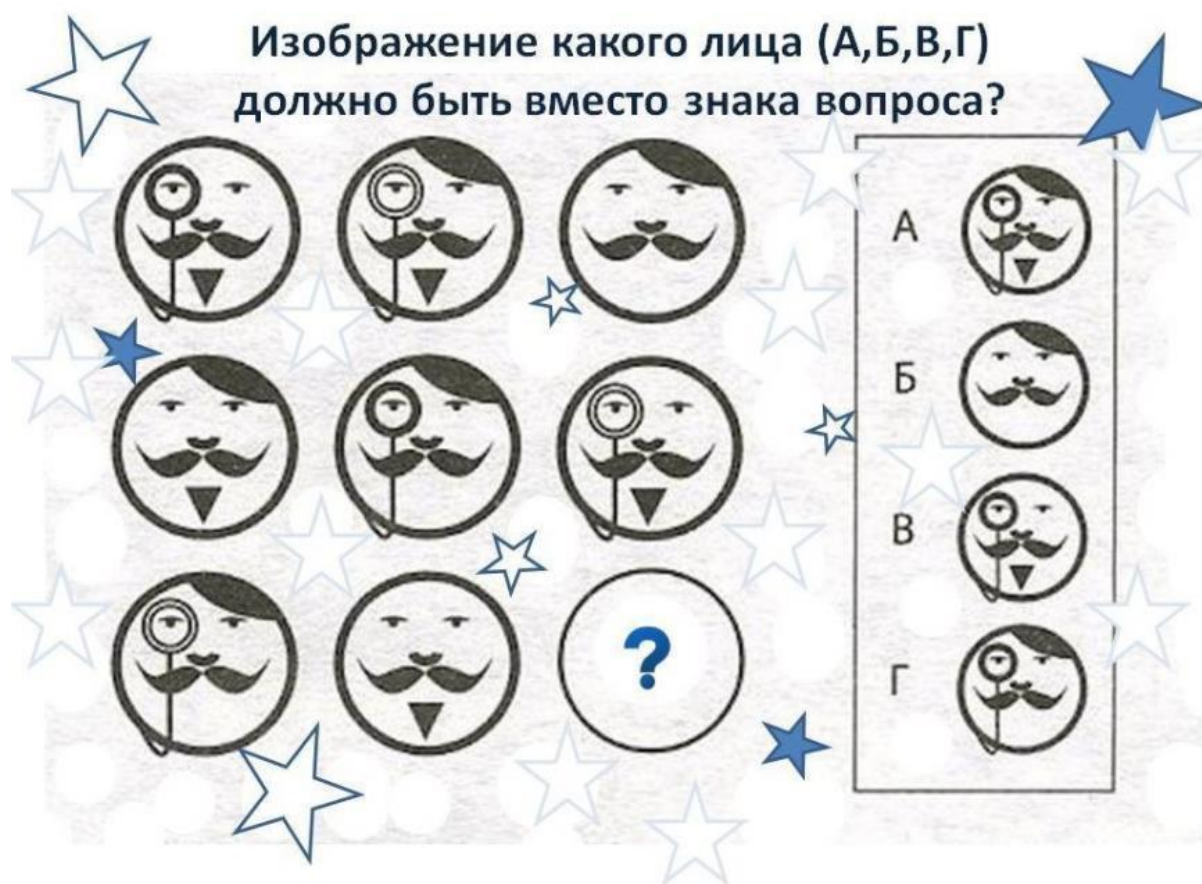 Изображение какого лица (А,Б,В,Г)
должно быть вместо знака вопроса?
А
Б
В
Г
?